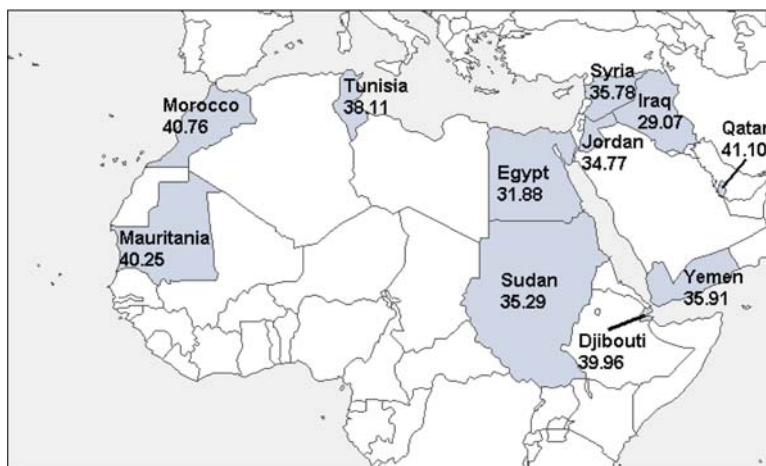 Syria
35.78
Tunisia
38.11
Morocco
40.76
Iraq
29.07
Qatar
41.10
Jordan
34.77
Egypt
31.88
Mauritania
40.25
Sudan
35.29
Yemen
35.91
Djibouti
39.96